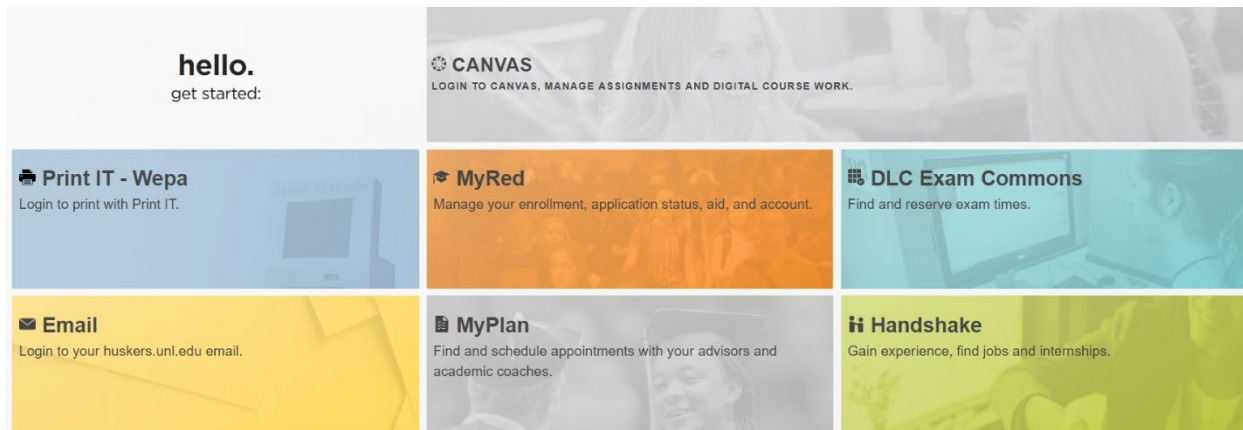 hello.
get started:
CANVAS
LOGIN TO CANVAS, MANAGE ASSIGNMENTS AND DIGITAL COURSE WORK.
Print IT - Wepa
Login to print with Print IT.
PRINT STATION
MyRed
Manage your enrollment, application status, aid, and account.
DLC Exam Commons
Find and reserve exam times.
Email
Login to your huskers.unl.edu email.
MyPlan
Find and schedule appointments with your advisors and
academic coaches.
Handshake
Gain experience, find jobs and internships.